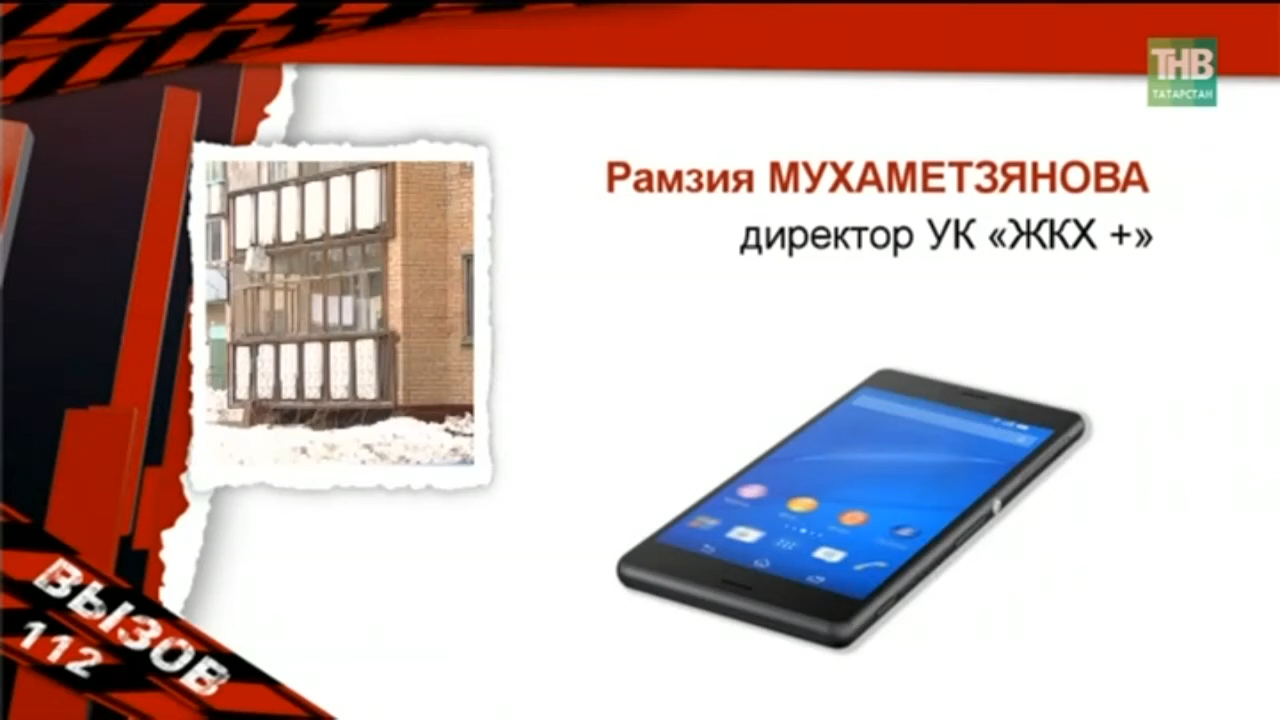 ТНВ
ТАТАРСТАН
Рамзия МУХАМЕТЗЯНОВА
директор УК «ЖКХ +»
ВЫЗОВ
112